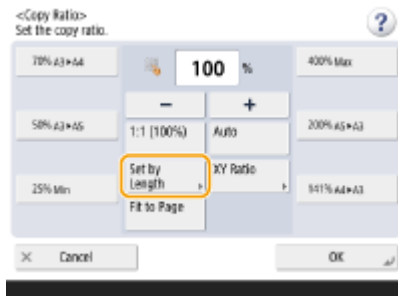 <Copy Ratio>
Set the copy ratio.
?
70% A3►A4
100 %
400% Max
− +
50% A3►A5
1:1 (100%)
Auto
200% A5►A3
Set by
Length
XY Ratio
25% Min
141% A4►A3
Fit to Page
× Cancel
OK